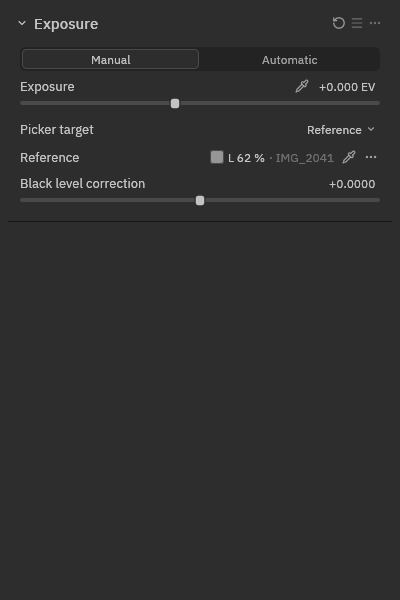 Exposure
Manual Automatic
Exposure +0.000 EV
Picker target Reference
Reference L 62 % · IMG_2041
Black level correction +0.0000